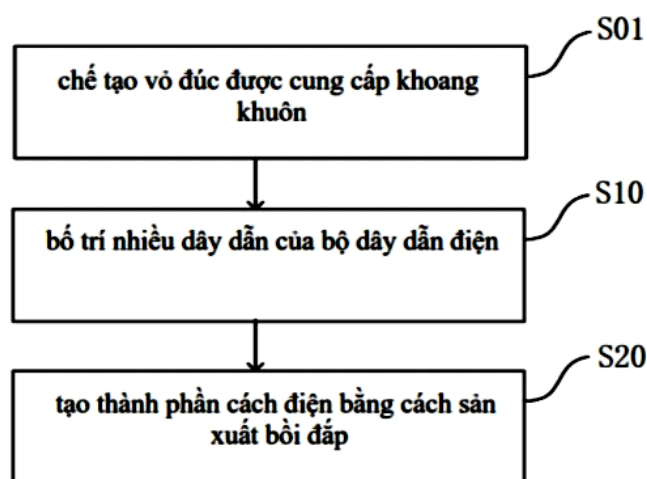 S01
chế tạo vỏ đúc được cung cấp khoang
khuôn
S10
bố trí nhiều dây dẫn của bộ dây dẫn điện
S20
tạo thành phần cách điện bằng cách sản
xuất bồi đắp